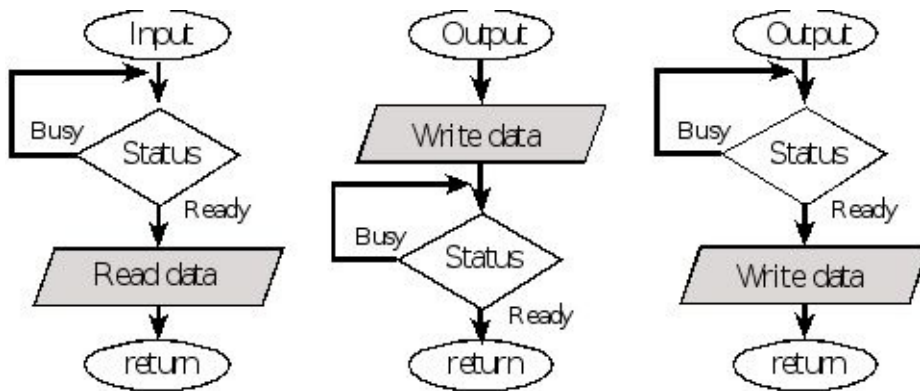 Input
Busy
Status
Ready
Read data
return
Output
Write data
Busy
Status
Ready
return
Output
Busy
Status
Ready
Write data
return